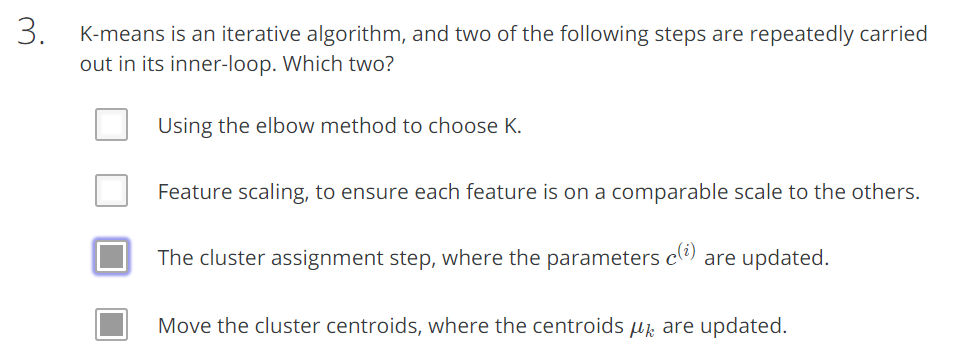 3. K-means is an iterative algorithm, and two of the following steps are repeatedly carried
out in its inner-loop. Which two?
Using the elbow method to choose K.
Feature scaling, to ensure each feature is on a comparable scale to the others.
The cluster assignment step, where the parameters c⁽ⁱ⁾ are updated.
Move the cluster centroids, where the centroids μₖ are updated.